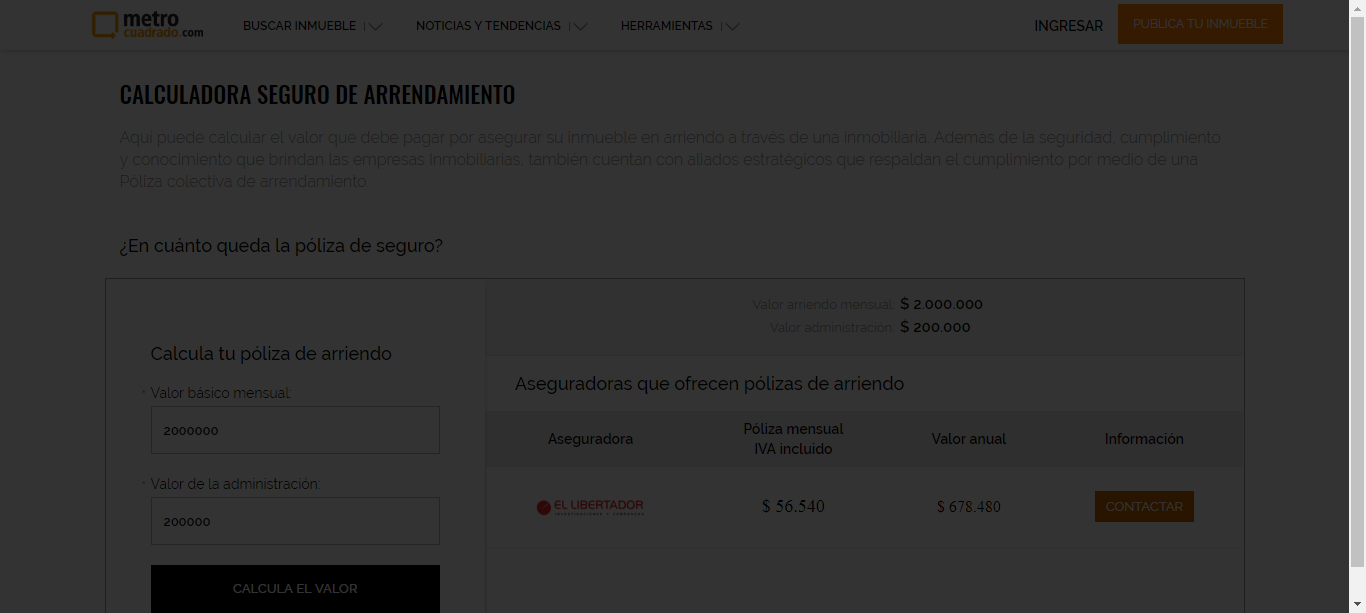 metro
cuadrado.com
BUSCAR INMUEBLE
NOTICIAS Y TENDENCIAS
HERRAMIENTAS
INGRESAR
PUBLICA TU INMUEBLE
CALCULADORA SEGURO DE ARRENDAMIENTO
Aquí puede calcular el valor que debe pagar por asegurar su inmueble en arriendo a través de una inmobiliaria. Además de la seguridad, cumplimiento
y conocimiento que brindan las empresas Inmobiliarias, también cuentan con aliados estratégicos que respaldan el cumplimiento por medio de una
Póliza colectiva de arrendamiento.
¿En cuánto queda la póliza de seguro?
Calcula tu póliza de arriendo
* Valor básico mensual:
2000000
* Valor de la administración:
200000
CALCULA EL VALOR
Valor arriendo mensual: $ 2.000.000
Valor administración: $ 200.000
Aseguradoras que ofrecen pólizas de arriendo
Aseguradora
Póliza mensual
IVA incluido
Valor anual
Información
EL LIBERTADOR
$ 56.540
$ 678.480
CONTACTAR